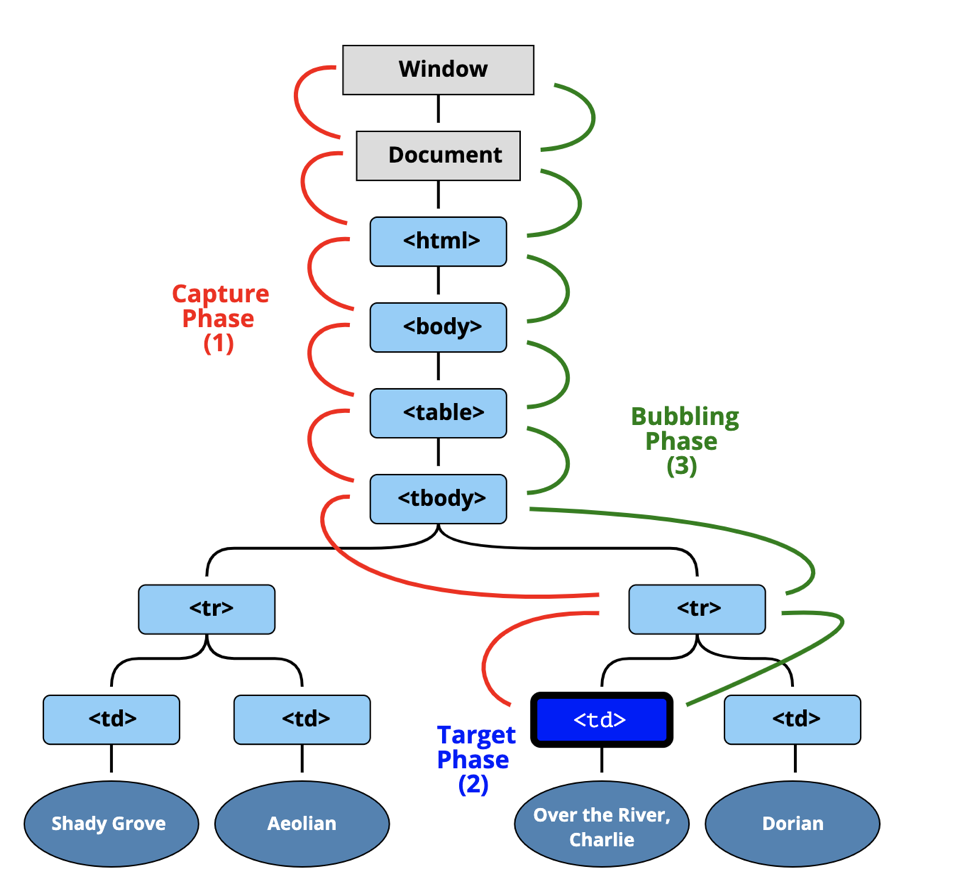 Window
Document
<html>
Capture
Phase
(1)
<body>
<table>
Bubbling
Phase
(3)
<tbody>
<tr>
<tr>
<td>
<td>
<td>
<td>
Target
Phase
(2)
Shady Grove
Aeolian
Over the River,
Charlie
Dorian